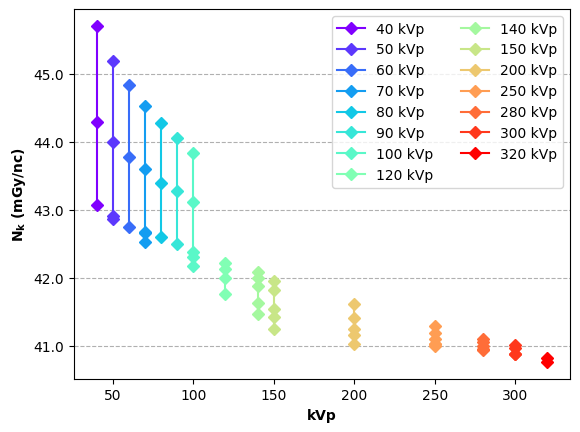 45.0
44.0
43.0
42.0
41.0
N_k (mGy/nc)
50
100
150
200
250
300
kVp
40 kVp
50 kVp
60 kVp
70 kVp
80 kVp
90 kVp
100 kVp
120 kVp
140 kVp
150 kVp
200 kVp
250 kVp
280 kVp
300 kVp
320 kVp